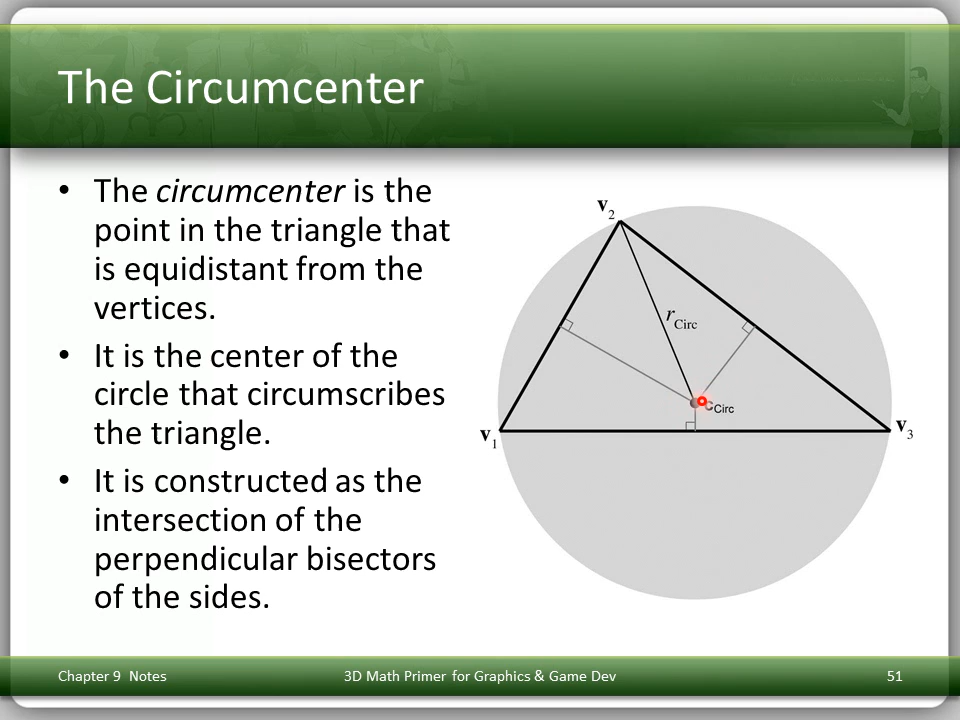 The Circumcenter
• The circumcenter is the
point in the triangle that
is equidistant from the
vertices.
• It is the center of the
circle that circumscribes
the triangle.
• It is constructed as the
intersection of the
perpendicular bisectors
of the sides.
v2
rCirc
cCirc
v1
v3
Chapter 9 Notes
3D Math Primer for Graphics & Game Dev
51